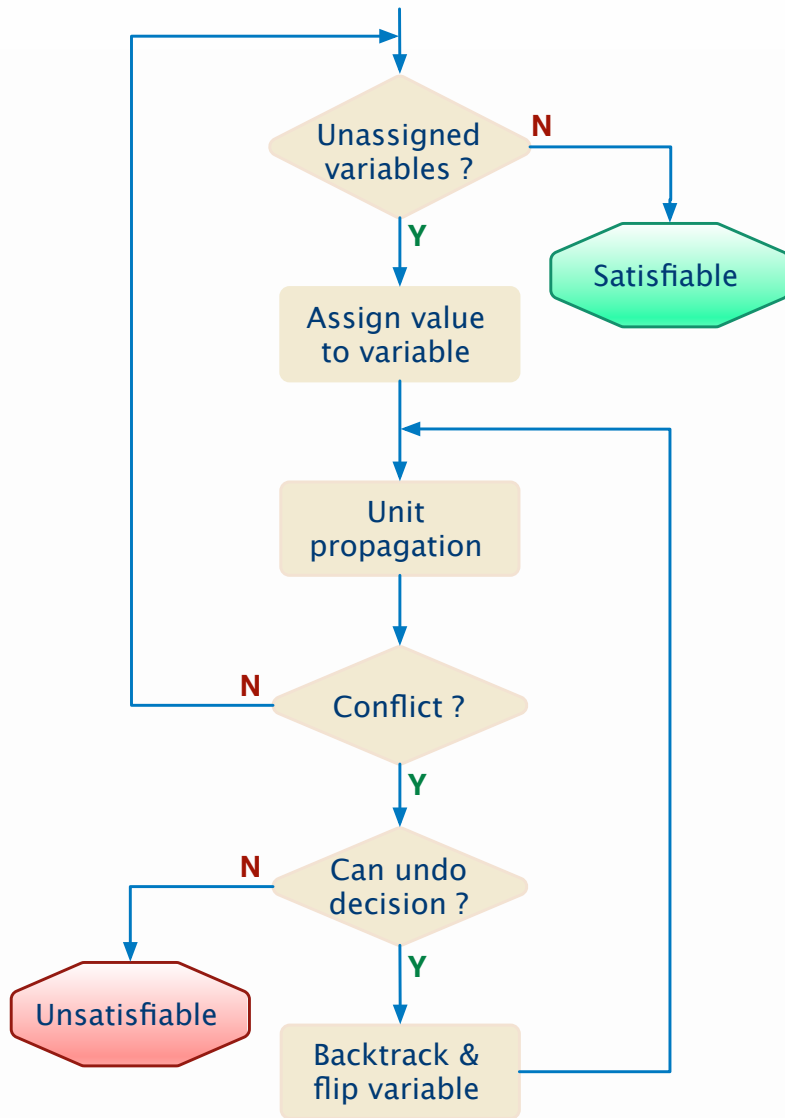 Unassigned
variables ?
N
Y
Satisfiable
Assign value
to variable
Unit
propagation
N
Conflict ?
Y
N
Can undo
decision ?
Y
Unsatisfiable
Backtrack &
flip variable